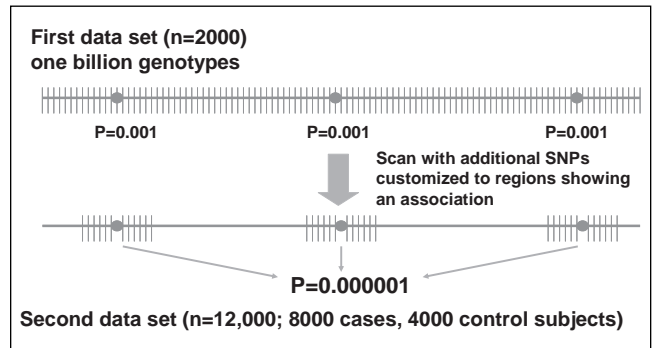 First data set (n=2000)
one billion genotypes
P=0.001 P=0.001 P=0.001
Scan with additional SNPs
customized to regions showing
an association
P=0.000001
Second data set (n=12,000; 8000 cases, 4000 control subjects)